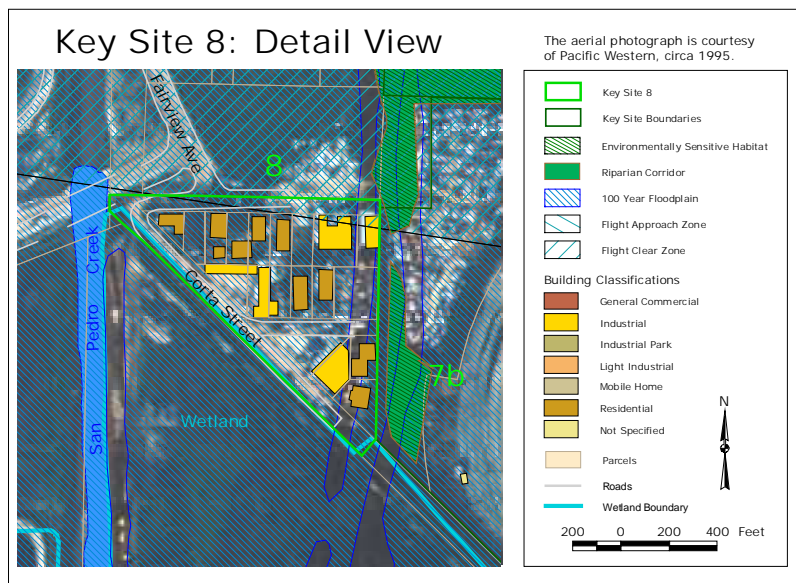 Key Site 8: Detail View
The aerial photograph is courtesy
of Pacific Western, circa 1995.
Fairview Ave
8
San Pedro Creek
Corta Street
7b
Wetland
Key Site 8
Key Site Boundaries
Environmentally Sensitive Habitat
Riparian Corridor
100 Year Floodplain
Flight Approach Zone
Flight Clear Zone
Building Classifications
General Commercial
Industrial
Industrial Park
Light Industrial
Mobile Home
Residential
Not Specified
Parcels
Roads
Wetland Boundary
N
200 0 200 400 Feet